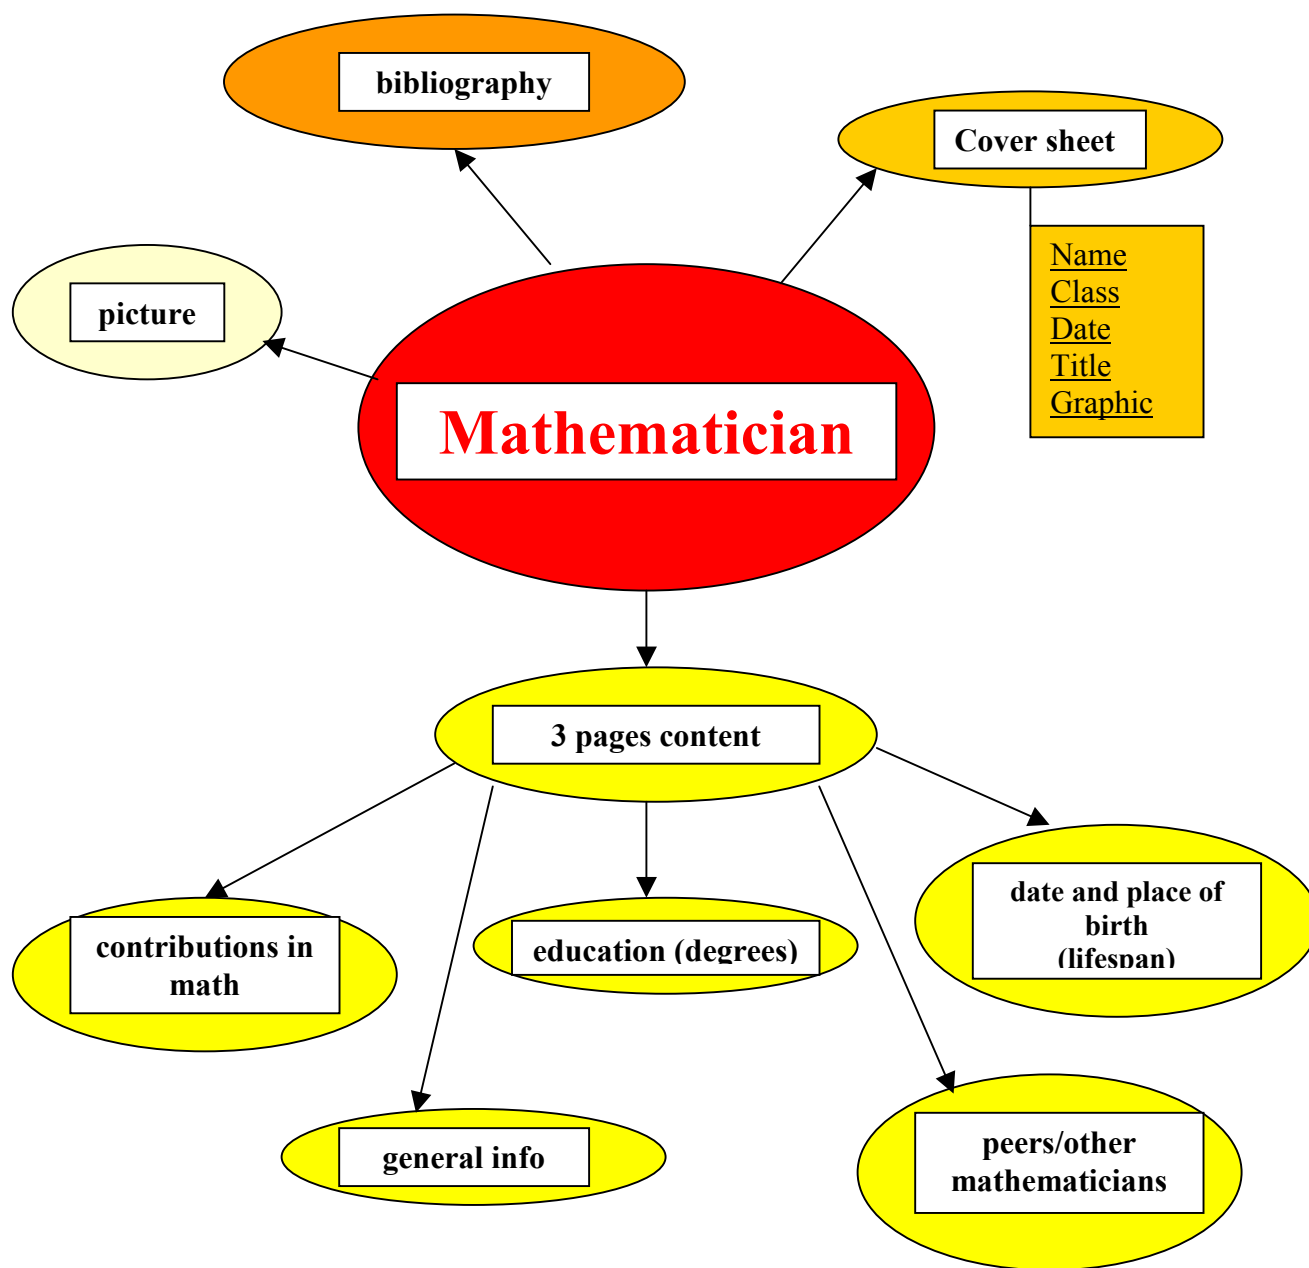 bibliography
Cover sheet
Name
Class
Date
Title
Graphic
picture
Mathematician
3 pages content
contributions in
math
education (degrees)
date and place of
birth
(lifespan)
general info
peers/other
mathematicians